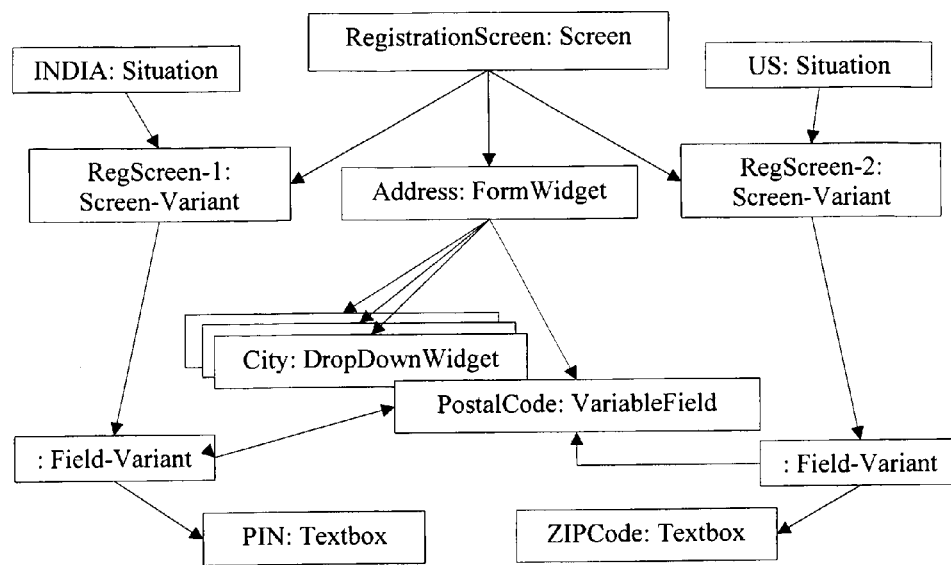 RegistrationScreen: Screen
INDIA: Situation
US: Situation
RegScreen-1:
Screen-Variant
Address: FormWidget
RegScreen-2:
Screen-Variant
City: DropDownWidget
PostalCode: VariableField
: Field-Variant
: Field-Variant
PIN: Textbox
ZIPCode: Textbox